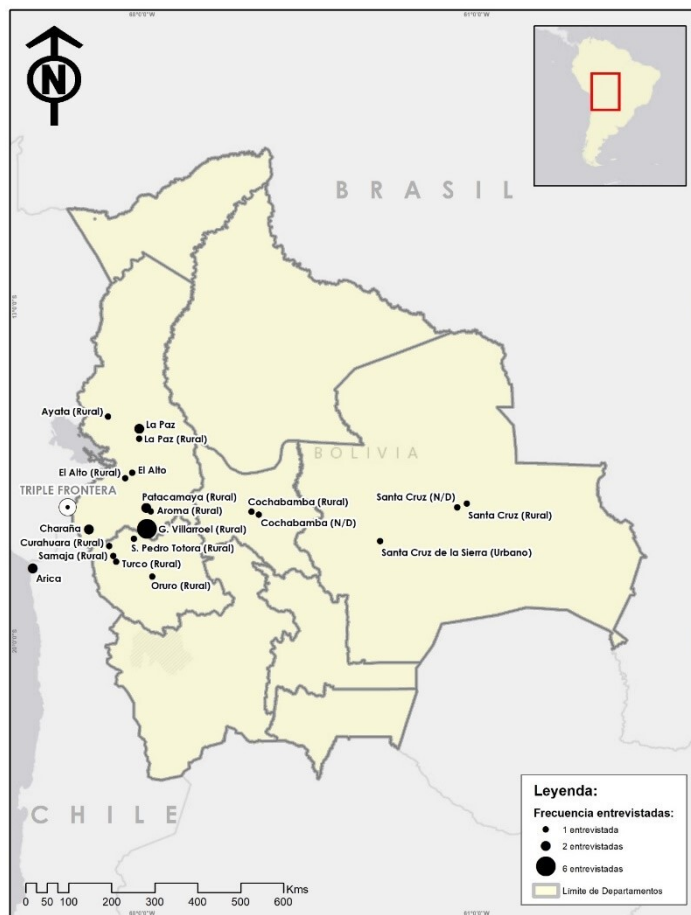 N
BRASIL
Ayata (Rural)
La Paz
La Paz (Rural)
BOLIVIA
El Alto (Rural)
El Alto
TRIPLE FRONTERA
Patacamaya (Rural)
Aroma (Rural)
Cochabamba (Rural)
Cochabamba (N/D)
Santa Cruz (N/D)
Santa Cruz (Rural)
Charaña
G. Villarroel (Rural)
Curahuara (Rural)
S. Pedro Totora (Rural)
Santa Cruz de la Sierra (Urbano)
Samaja (Rural)
Turco (Rural)
Arica
Oruro (Rural)
CHILE
Leyenda:
Frecuencia entrevistadas:
1 entrevistada
2 entrevistadas
6 entrevistadas
Límite de Departamentos
0 50 100 200 300 400 500 600 Kms